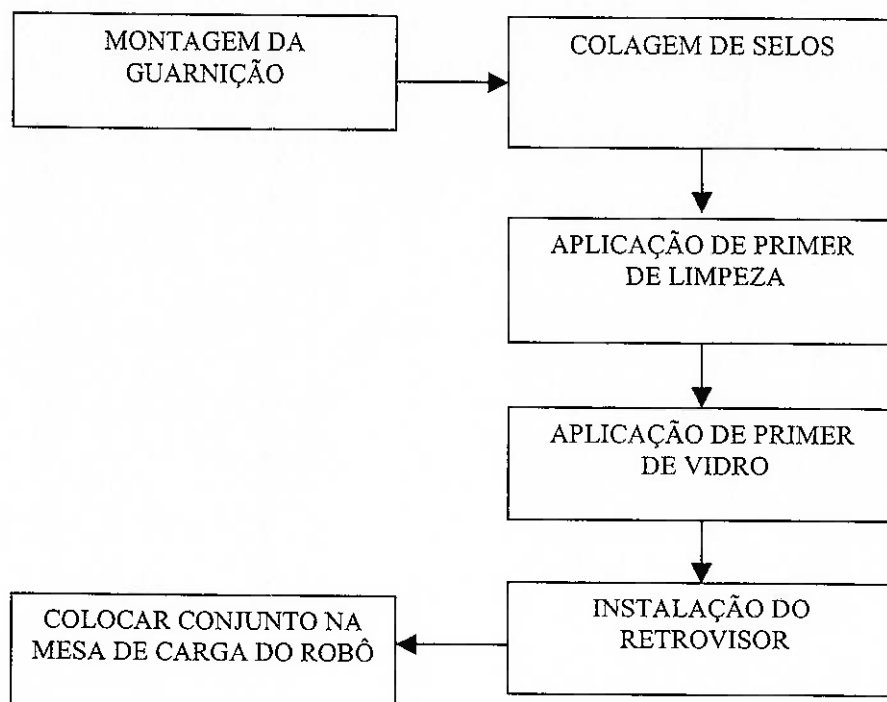 MONTAGEM DA
GUARNIÇÃO
COLAGEM DE SELOS
APLICAÇÃO DE PRIMER
DE LIMPEZA
APLICAÇÃO DE PRIMER
DE VIDRO
INSTALAÇÃO DO
RETROVISOR
COLOCAR CONJUNTO NA
MESA DE CARGA DO ROBÔ